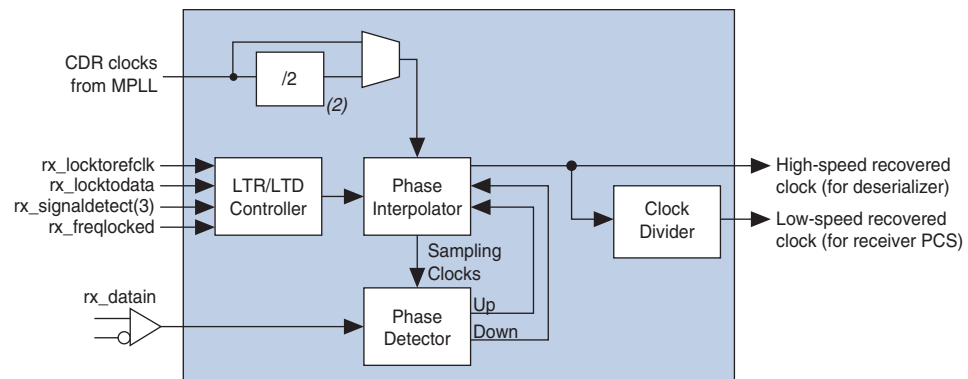 CDR clocks
from MPLL
/2
(2)
rx_locktorefclk
rx_locktodata
rx_signaldetect(3)
rx_freqlocked
LTR/LTD
Controller
Phase
Interpolator
High-speed recovered
clock (for deserializer)
Clock
Divider
Low-speed recovered
clock (for receiver PCS)
Sampling
Clocks
rx_datain
Phase
Detector
Up
Down